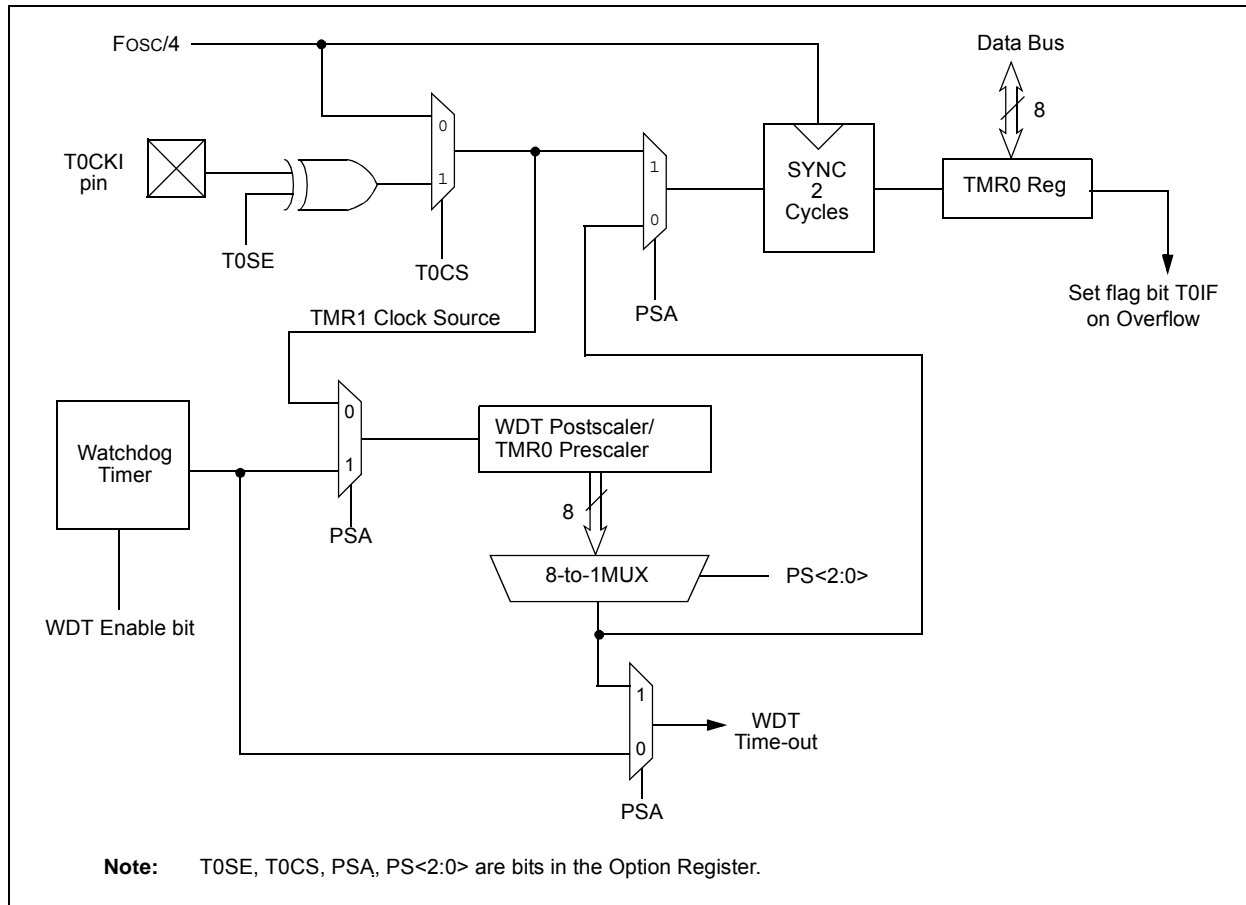 FOSC/4
Data Bus
8
T0CKI
pin
0
1
T0SE
T0CS
1
0
PSA
SYNC
2
Cycles
TMR0 Reg
Set flag bit T0IF
on Overflow
TMR1 Clock Source
Watchdog
Timer
0
1
PSA
WDT Postscaler/
TMR0 Prescaler
8
8-to-1MUX
PS<2:0>
WDT Enable bit
1
0
WDT
Time-out
PSA
Note: T0SE, T0CS, PSA, PS<2:0> are bits in the Option Register.